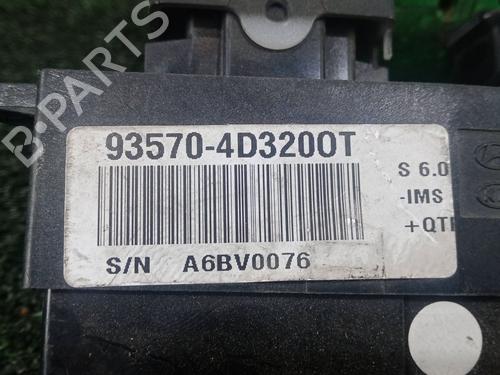 B-PARTS
93570-4D3200T
S 6.0
-IMS
+QT
S/N A6BV0076